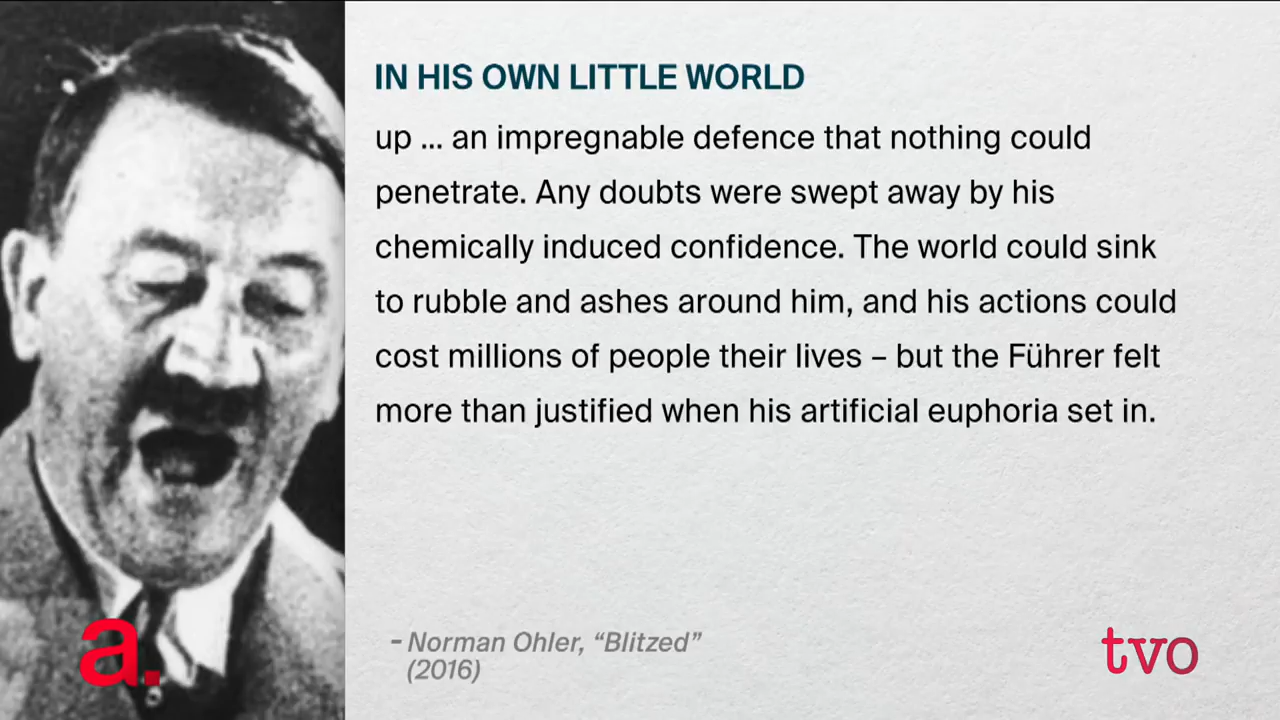 IN HIS OWN LITTLE WORLD
up ... an impregnable defence that nothing could
penetrate. Any doubts were swept away by his
chemically induced confidence. The world could sink
to rubble and ashes around him, and his actions could
cost millions of people their lives – but the Führer felt
more than justified when his artificial euphoria set in.
– Norman Ohler, “Blitzed”
(2016)
a.
tvo